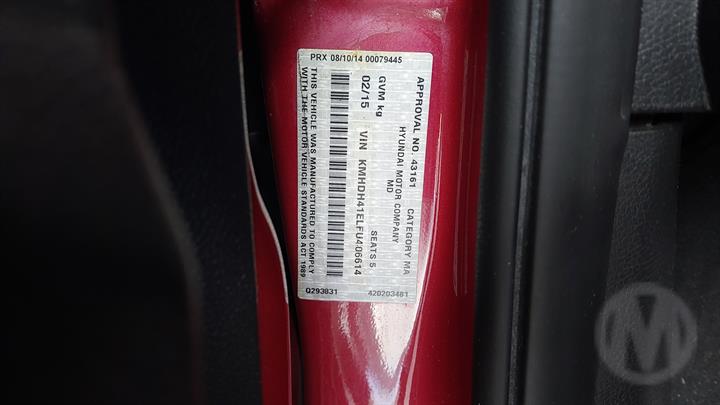 PRX 08/10/14 00079445
APPROVAL NO. 43161 CATEGORY MA
HYUNDAI MOTOR COMPANY
MD
GVM kg SEATS 5
02/15 VIN KMHDH41ELFU406614
THIS VEHICLE WAS MANUFACTURED TO COMPLY
WITH THE MOTOR VEHICLE STANDARDS ACT 1989
Q293831 420203481
M